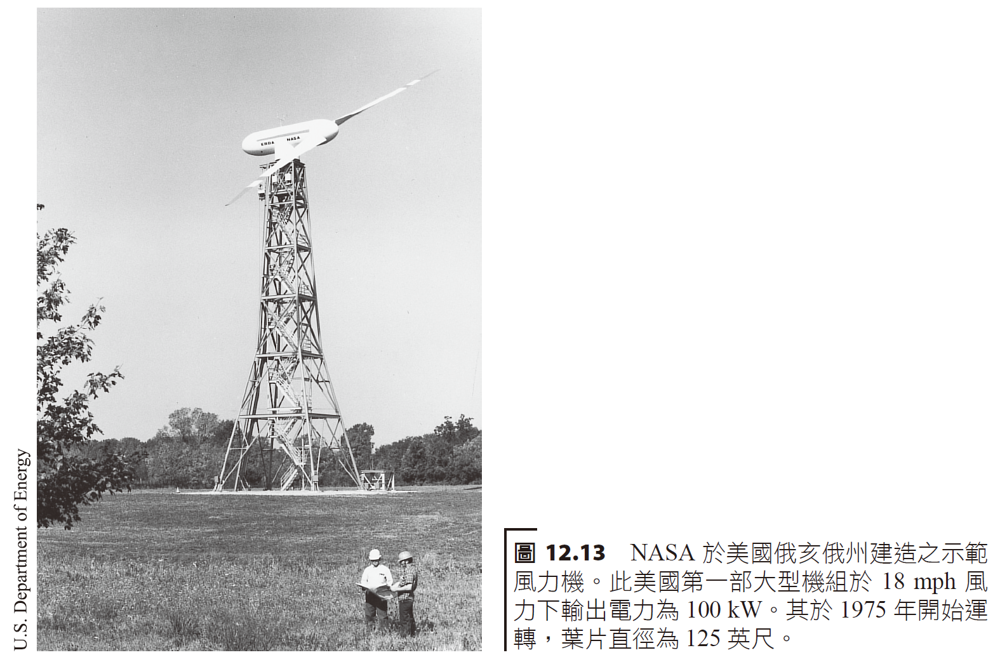 ERDA NASA
U.S. Department of Energy
圖 12.13 NASA 於美國俄亥俄州建造之示範
風力機。此美國第一部大型機組於 18 mph 風
力下輸出電力為 100 kW。其於 1975 年開始運
轉，葉片直徑為 125 英尺。